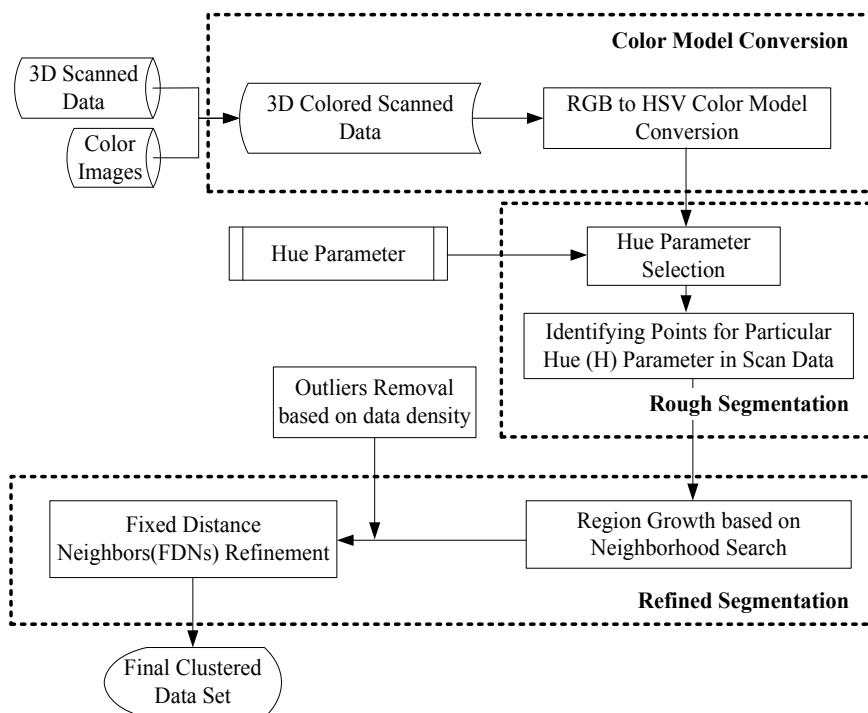 Color Model Conversion
3D Scanned
Data
Color
Images
3D Colored Scanned
Data
RGB to HSV Color Model
Conversion
Hue Parameter
Hue Parameter
Selection
Identifying Points for Particular
Hue (H) Parameter in Scan Data
Rough Segmentation
Outliers Removal
based on data density
Region Growth based on
Neighborhood Search
Fixed Distance
Neighbors(FDNs) Refinement
Refined Segmentation
Final Clustered
Data Set